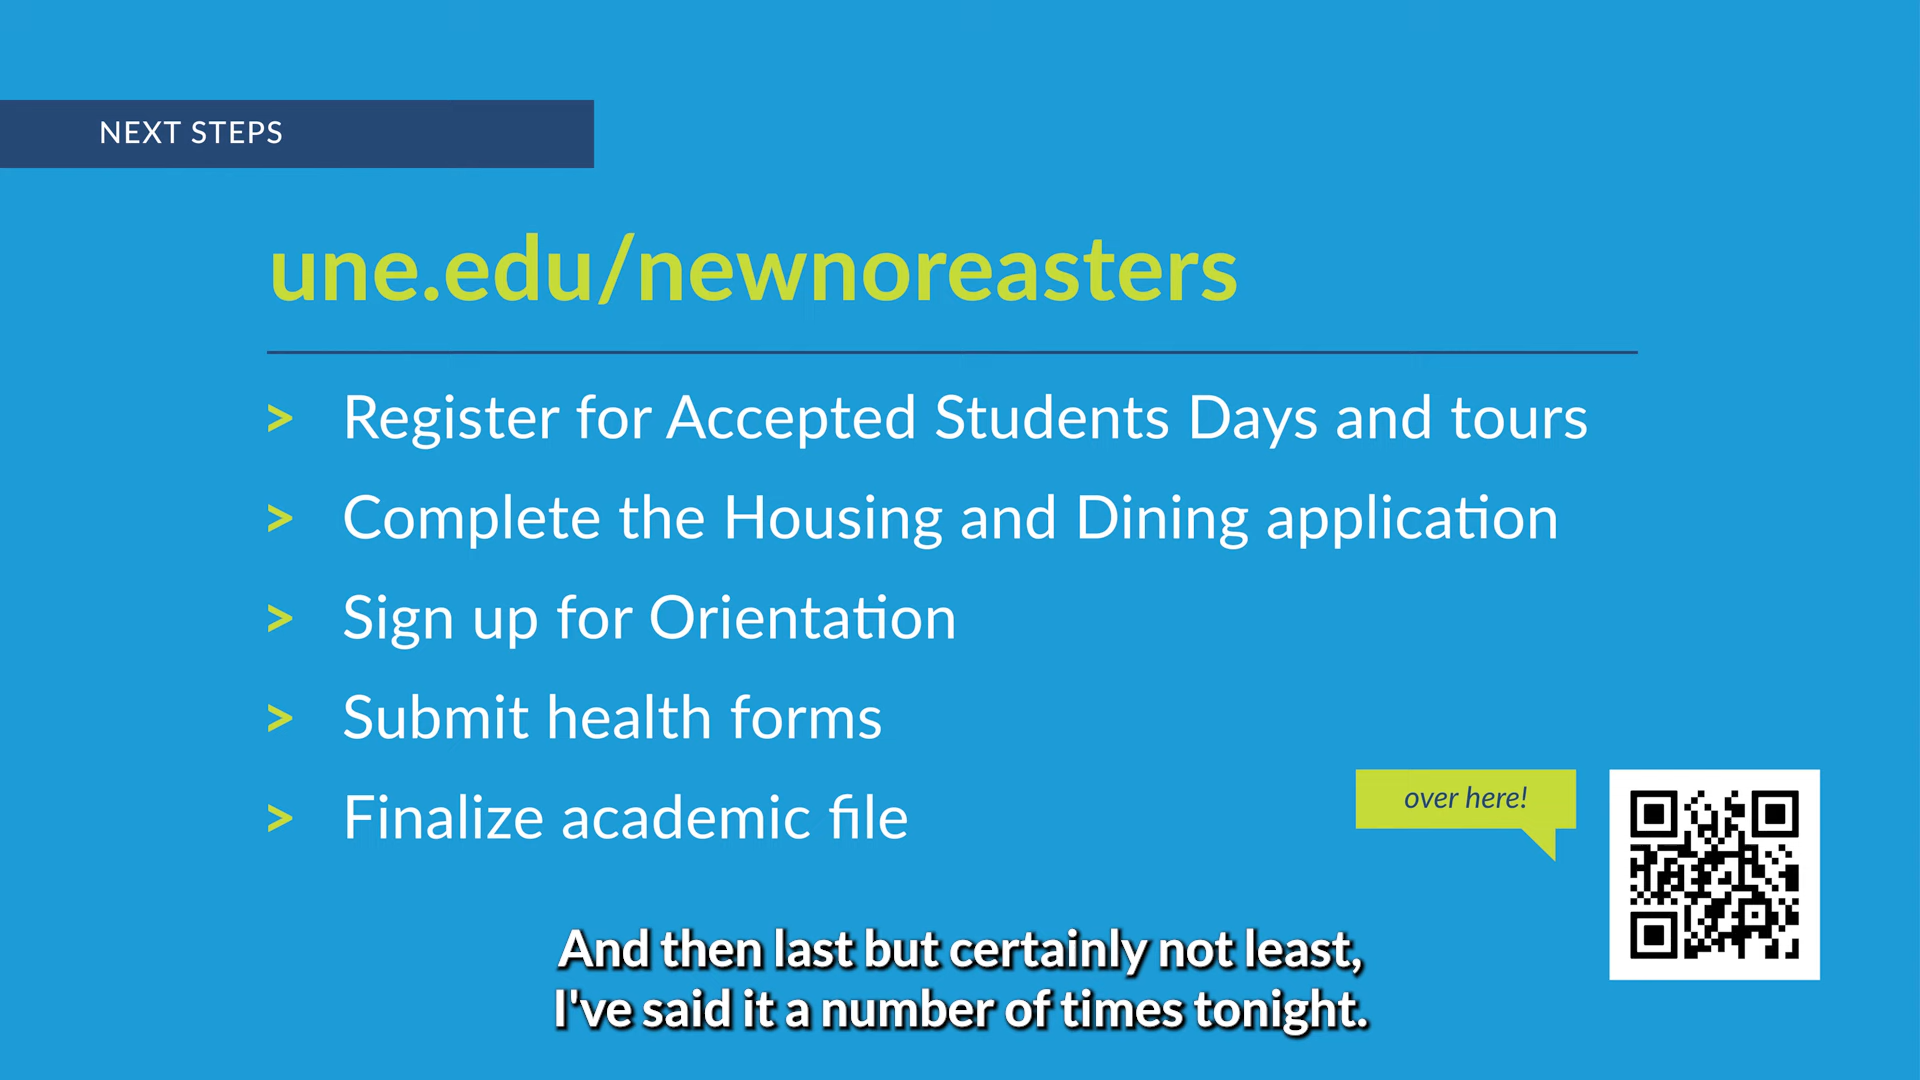 NEXT STEPS
une.edu/newnoreasters
> Register for Accepted Students Days and tours
> Complete the Housing and Dining application
> Sign up for Orientation
> Submit health forms
> Finalize academic file
over here!
And then last but certainly not least,
I've said it a number of times tonight.